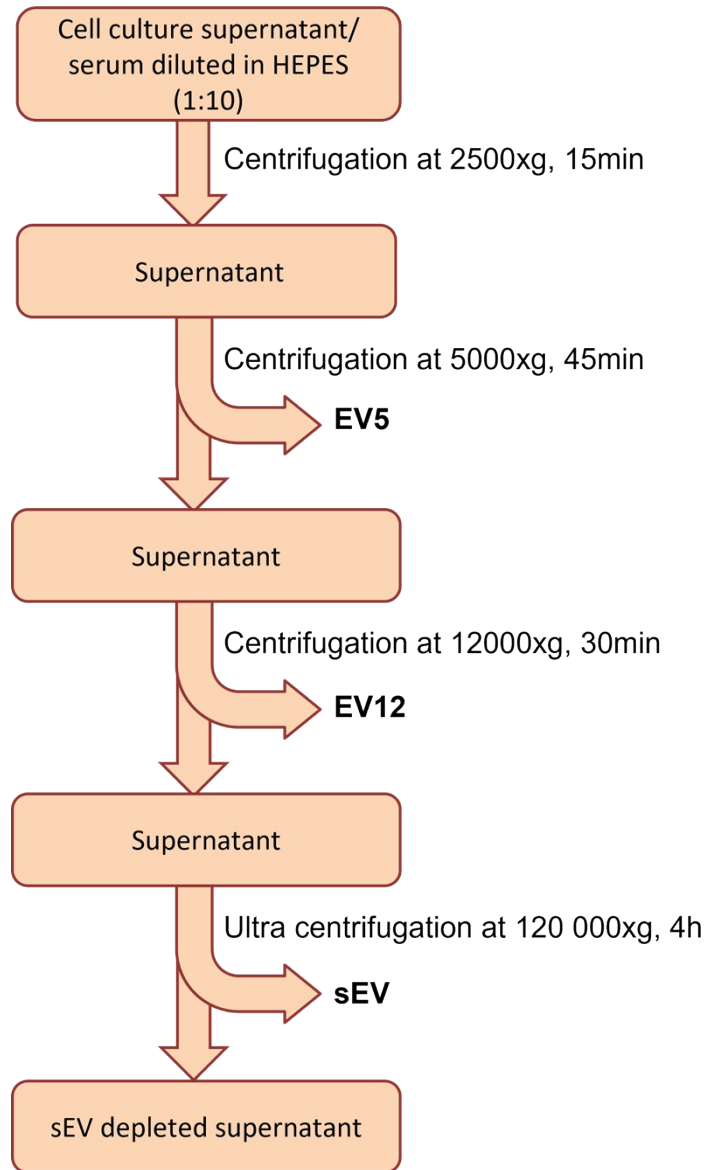 Cell culture supernatant/
serum diluted in HEPES
(1:10)
Centrifugation at 2500xg, 15min
Supernatant
Centrifugation at 5000xg, 45min
EV5
Supernatant
Centrifugation at 12000xg, 30min
EV12
Supernatant
Ultra centrifugation at 120 000xg, 4h
sEV
sEV depleted supernatant